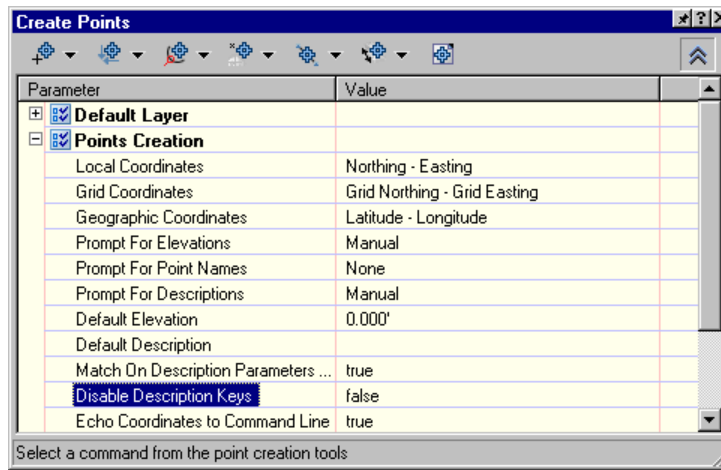 Create Points
Parameter Value
Default Layer
Points Creation
Local Coordinates Northing - Easting
Grid Coordinates Grid Northing - Grid Easting
Geographic Coordinates Latitude - Longitude
Prompt For Elevations Manual
Prompt For Point Names None
Prompt For Descriptions Manual
Default Elevation 0.000'
Default Description
Match On Description Parameters ... true
Disable Description Keys false
Echo Coordinates to Command Line true
Select a command from the point creation tools